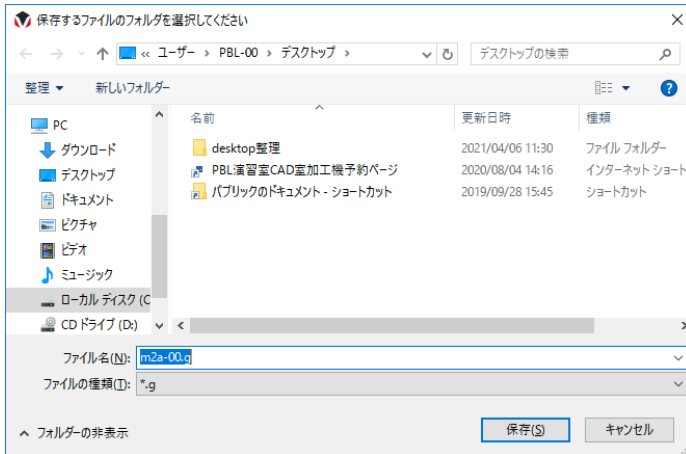 保存するファイルのフォルダを選択してください
« ユーザー › PBL-00 › デスクトップ ›
デスクトップの検索
整理 新しいフォルダー
名前 更新日時 種類
PC
ダウンロード
デスクトップ
ドキュメント
ピクチャ
ビデオ
ミュージック
ローカル ディスク (C
CD ドライブ (D:)
desktop整理 2021/04/06 11:30 ファイル フォルダー
PBL演習室CAD室加工機予約ページ 2020/08/04 14:16 インターネット ショート
パブリックのドキュメント - ショートカット 2019/09/28 15:45 ショートカット
ファイル名(N): m2a-00.g
ファイルの種類(T): *.g
フォルダーの非表示 保存(S) キャンセル